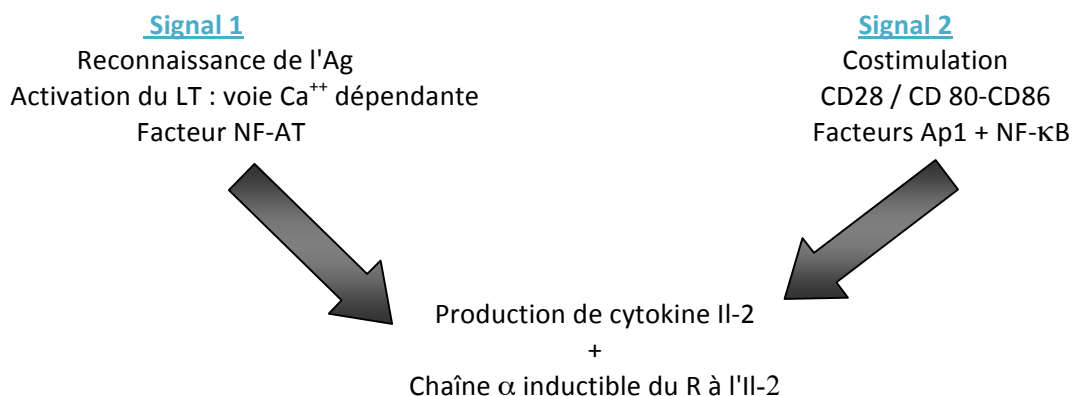 Signal 1
Reconnaissance de l'Ag
Activation du LT : voie Ca⁺⁺ dépendante
Facteur NF-AT
Signal 2
Costimulation
CD28 / CD 80-CD86
Facteurs Ap1 + NF-κB
Production de cytokine Il-2
+
Chaîne α inductible du R à l'Il-2